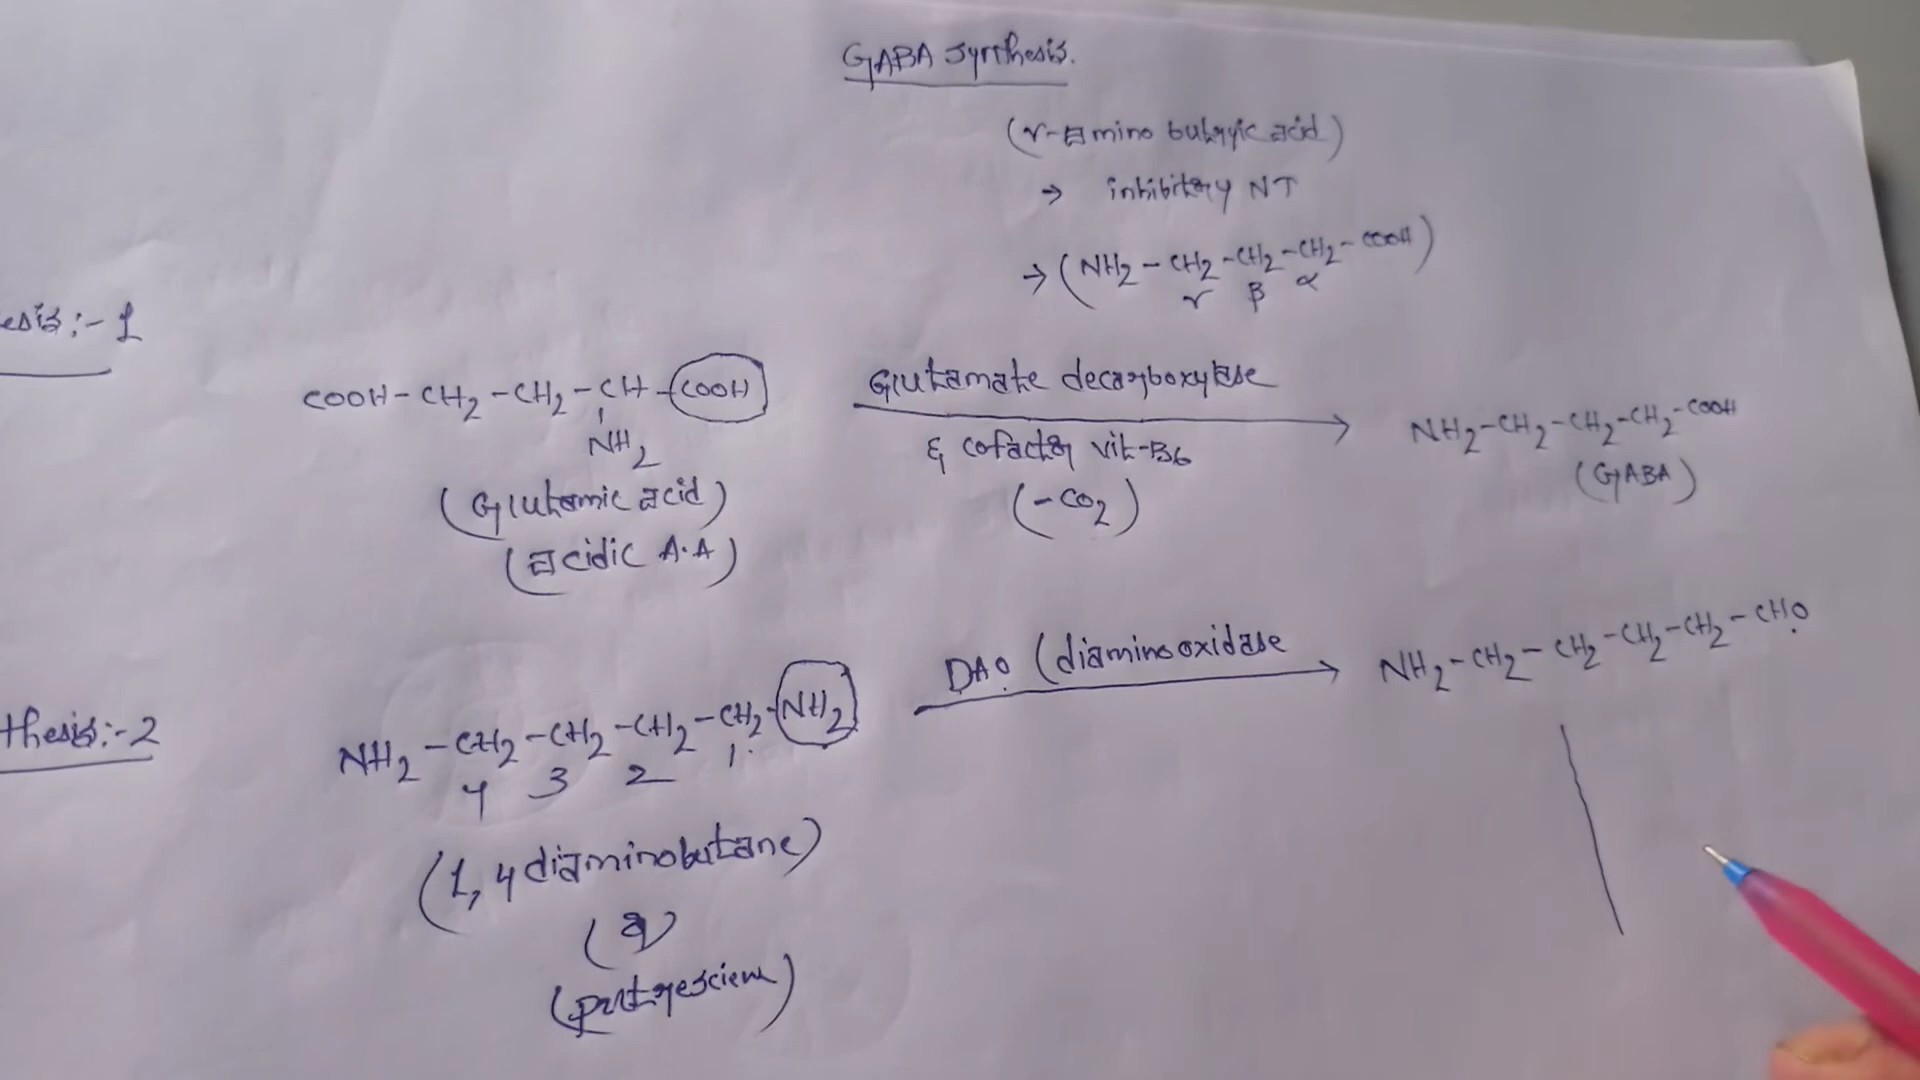 GABA synthesis.
(γ-amino butyric acid)
→ inhibitory NT
→ (NH2-CH2-CH2-CH2-COOH)
γ β α
esis:- 1
COOH-CH2-CH2-CH-COOH
NH2
(Glutamic acid)
(acidic A.A)
Glutamate decarboxylase
& cofactor vit-B6
(-CO2)
NH2-CH2-CH2-CH2-COOH
(GABA)
thesis:-2
NH2-CH2-CH2-CH2-CH2-NH2
4 3 2 1.
(1,4 diaminobutane)
(or
(putrescien)
DAO (diamino oxidase
NH2-CH2-CH2-CH2-CH2-CHO